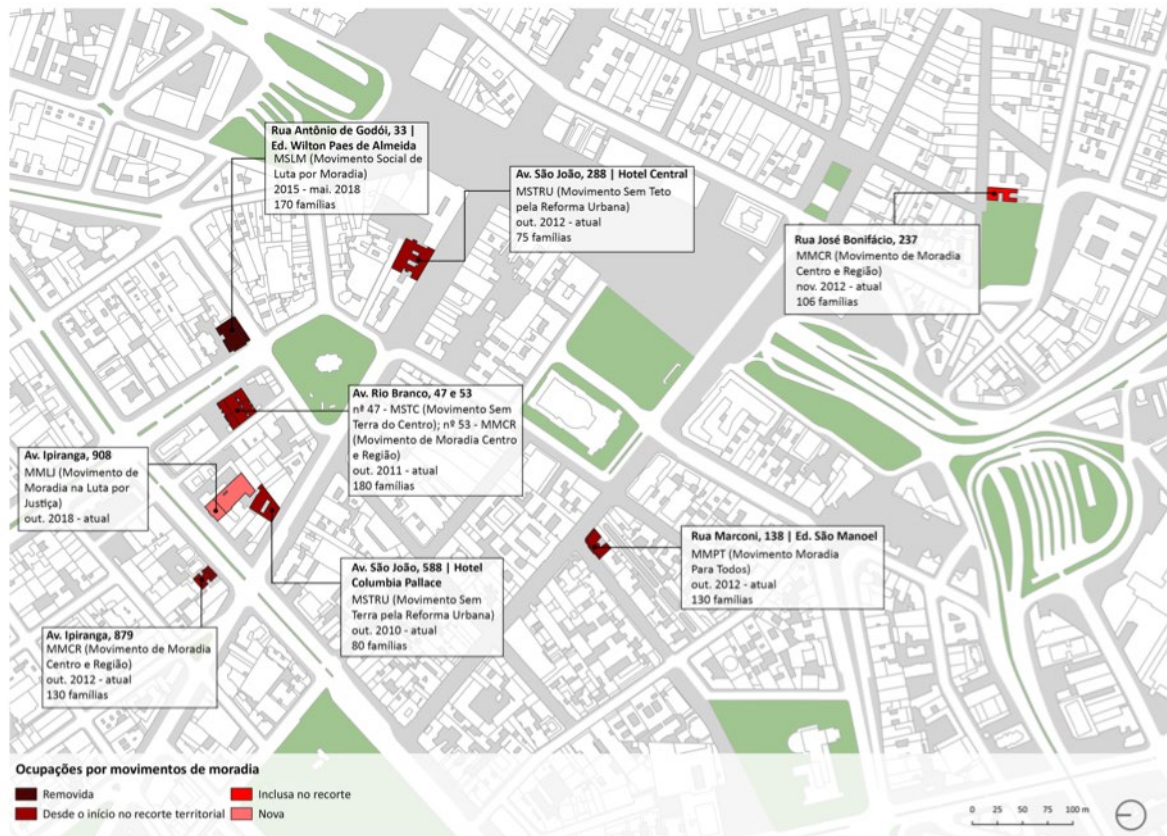 Rua Antônio de Godói, 33 |
Ed. Wilton Paes de Almeida
MSLM (Movimento Social de
Luta por Moradia)
2015 - mai. 2018
170 famílias
Av. São João, 288 | Hotel Central
MSTRU (Movimento Sem Teto
pela Reforma Urbana)
out. 2012 - atual
75 famílias
Rua José Bonifácio, 237
MMCR (Movimento de Moradia
Centro e Região)
nov. 2012 - atual
106 famílias
Av. Rio Branco, 47 e 53
nª 47 - MSTC (Movimento Sem
Terra do Centro); nº 53 - MMCR
(Movimento de Moradia Centro
e Região)
out. 2011 - atual
180 famílias
Av. Ipiranga, 908
MMLJ (Movimento de
Moradia na Luta por
Justiça)
out. 2018 - atual
Rua Marconi, 138 | Ed. São Manoel
MMPT (Movimento Moradia
Para Todos)
out. 2012 - atual
130 famílias
Av. São João, 588 | Hotel
Columbia Pallace
MSTRU (Movimento Sem
Terra pela Reforma Urbana)
out. 2010 - atual
80 famílias
Av. Ipiranga, 879
MMCR (Movimento de Moradia
Centro e Região)
out. 2012 - atual
130 famílias
Ocupações por movimentos de moradia
Removida
Inclusa no recorte
Desde o início no recorte territorial
Nova
0 25 50 75 100 m